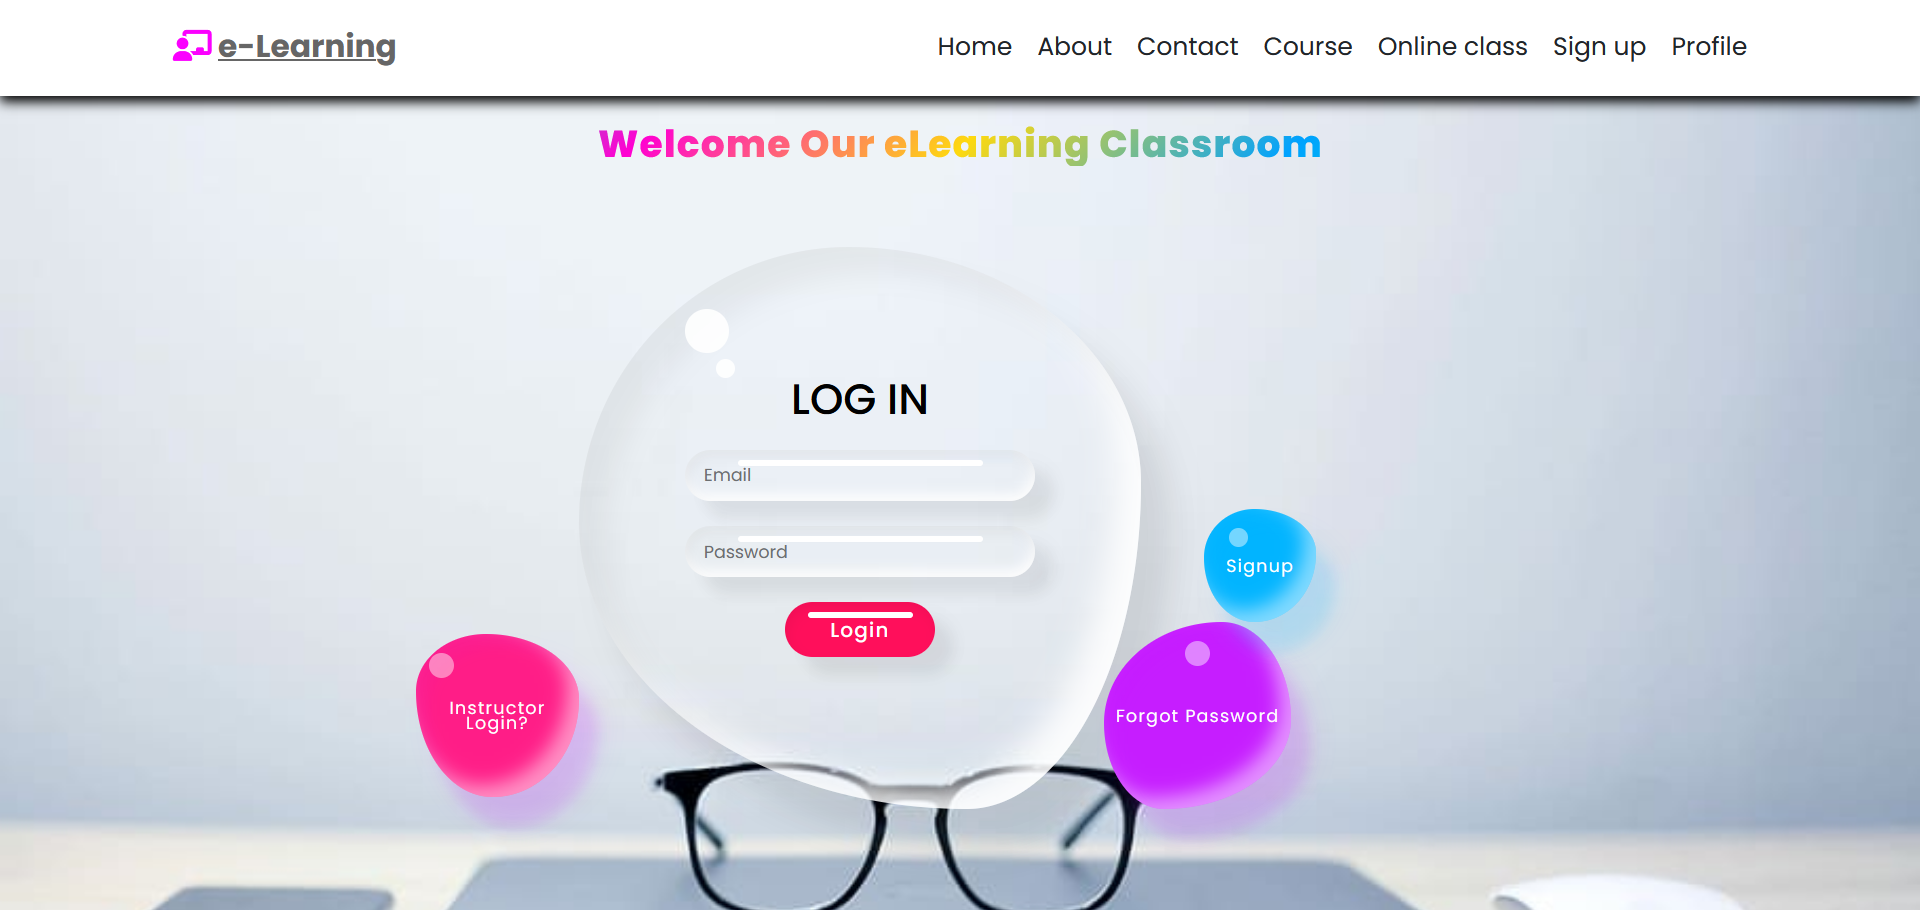 e-Learning
Home About Contact Course Online class Sign up Profile
Welcome Our eLearning Classroom
LOG IN
Email
Password
Login
Signup
Instructor
Login?
Forgot Password